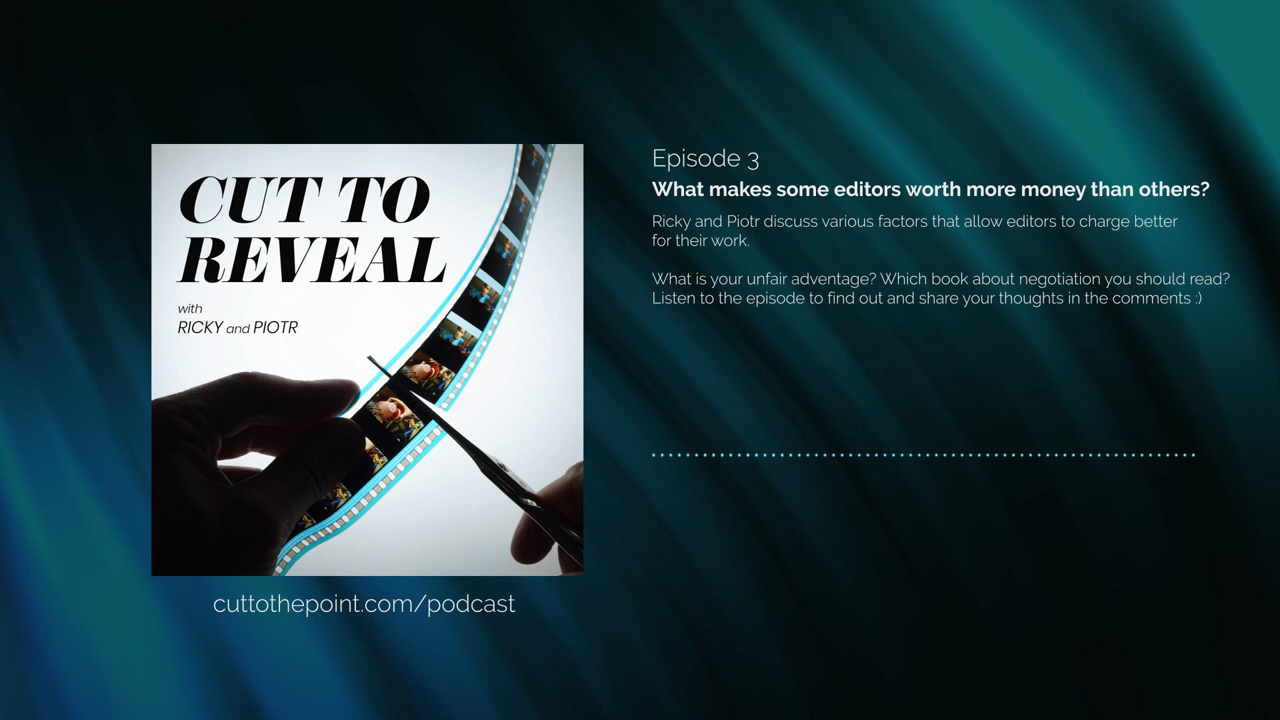 CUT TO
REVEAL
with
RICKY and PIOTR
cuttothepoint.com/podcast
Episode 3
What makes some editors worth more money than others?
Ricky and Piotr discuss various factors that allow editors to charge better
for their work.
What is your unfair adventage? Which book about negotiation you should read?
Listen to the episode to find out and share your thoughts in the comments :)